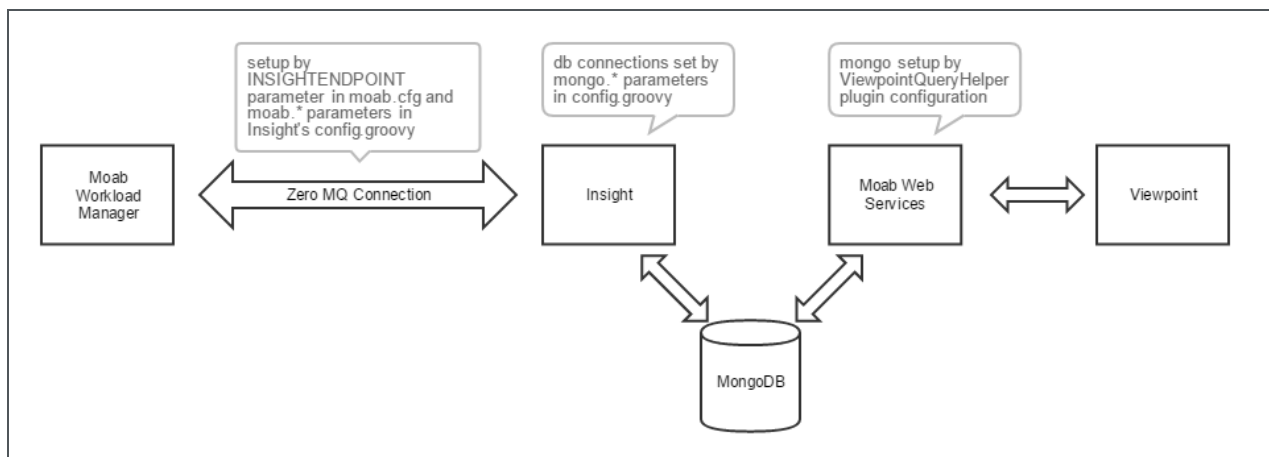 setup by
INSIGHTENDPOINT
parameter in moab.cfg and
moab.* parameters in
Insight's config.groovy
db connections set by
mongo.* parameters
in config.groovy
mongo setup by
ViewpointQueryHelper
plugin configuration
Moab
Workload
Manager
Zero MQ Connection
Insight
Moab Web
Services
Viewpoint
MongoDB